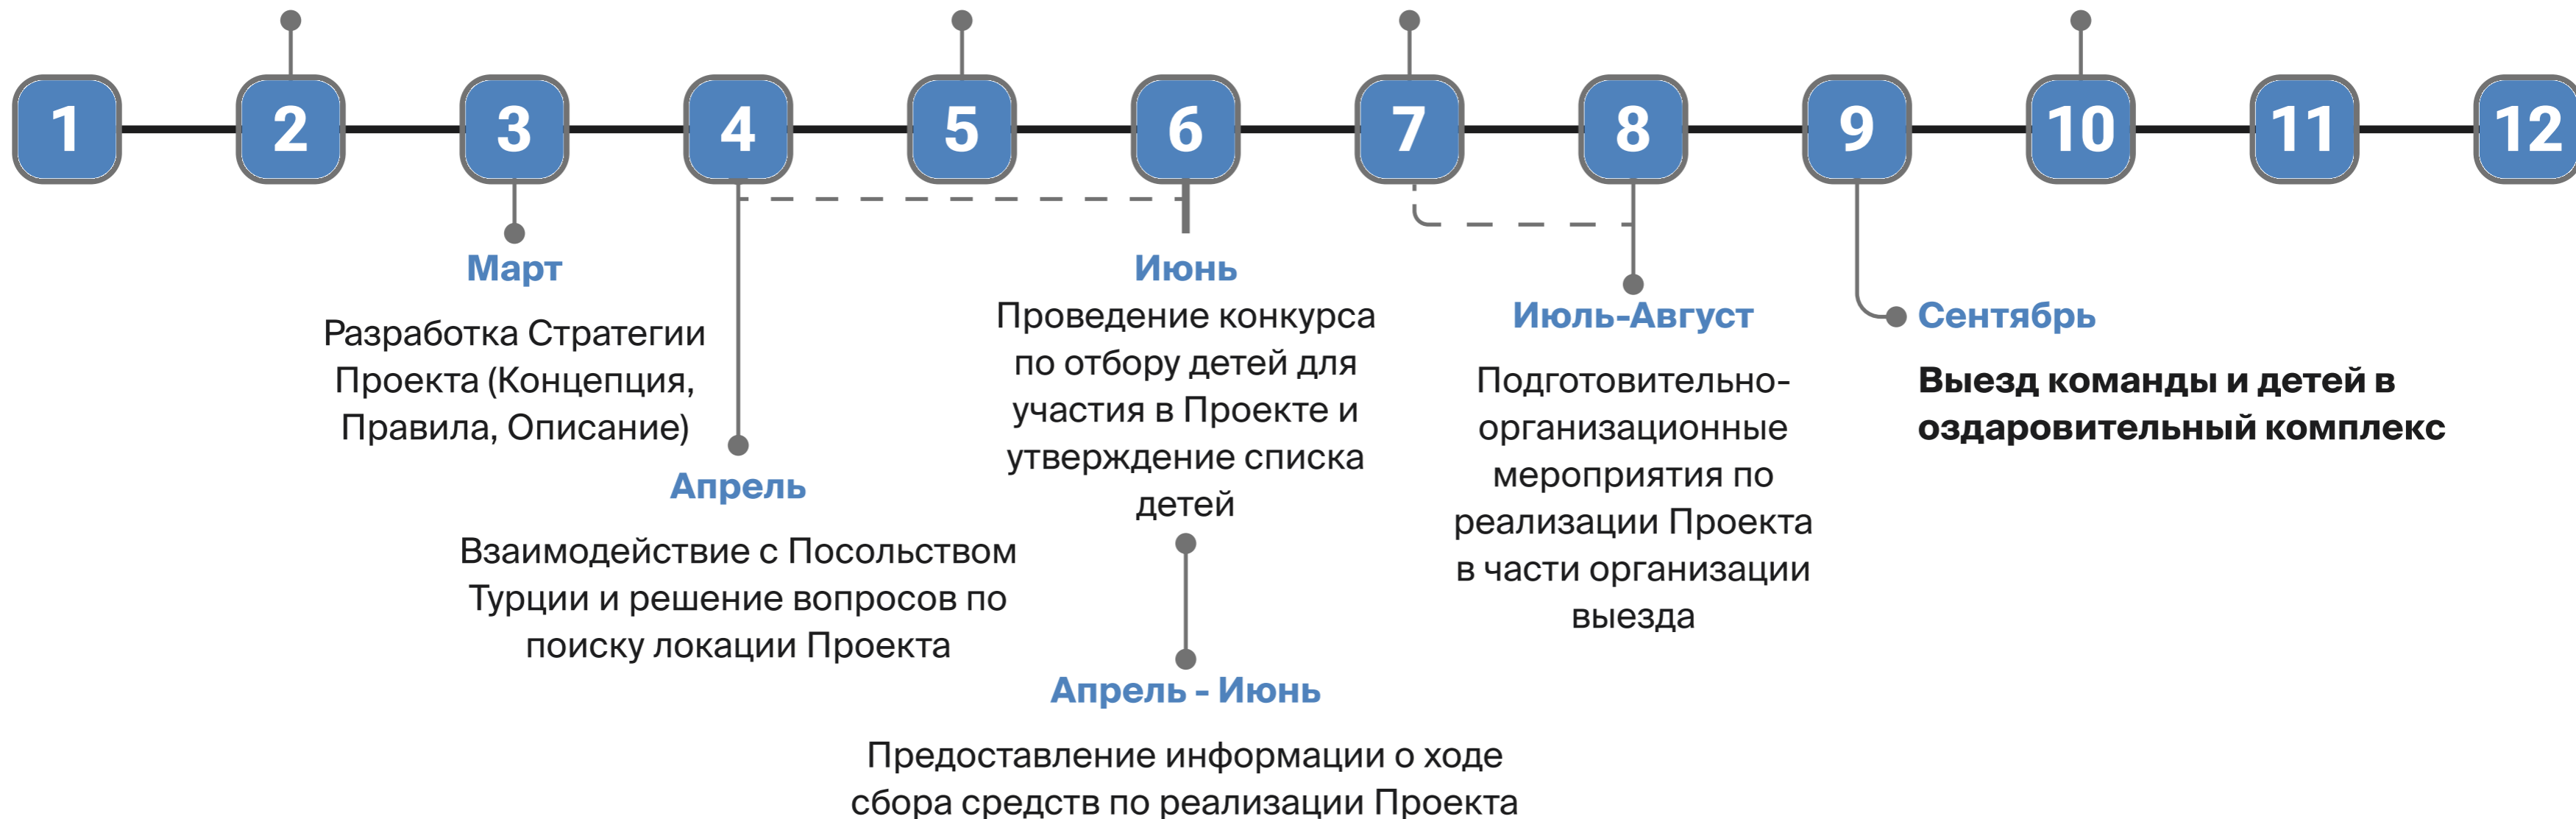 1 2 3 4 5 6 7 8 9 10 11 12
Март
Разработка Стратегии
Проекта (Концепция,
Правила, Описание)
Апрель
Взаимодействие с Посольством
Турции и решение вопросов по
поиску локации Проекта
Июнь
Проведение конкурса
по отбору детей для
участия в Проекте и
утверждение списка
детей
Апрель - Июнь
Предоставление информации о ходе
сбора средств по реализации Проекта
Июль-Август
Подготовительно-
организационные
мероприятия по
реализации Проекта
в части организации
выезда
Сентябрь
Выезд команды и детей в
оздаровительный комплекс